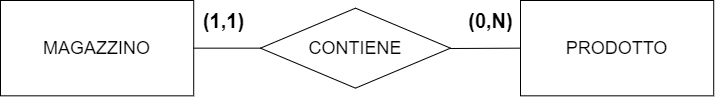 MAGAZZINO
(1,1)
CONTIENE
(0,N)
PRODOTTO